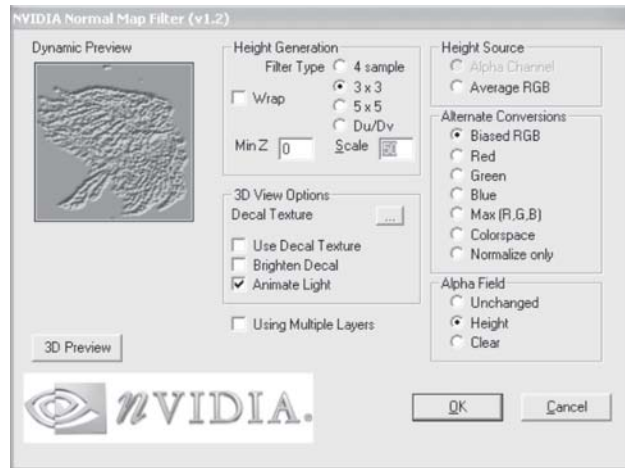 NVIDIA Normal Map Filter (v1.2)
Dynamic Preview
3D Preview
Height Generation
Filter Type
4 sample
3 x 3
5 x 5
Du/Dv
Wrap
Min Z 0
Scale
3D View Options
Decal Texture ...
Use Decal Texture
Brighten Decal
Animate Light
Using Multiple Layers
Height Source
Alpha Channel
Average RGB
Alternate Conversions
Biased RGB
Red
Green
Blue
Max (R,G,B)
Colorspace
Normalize only
Alpha Field
Unchanged
Height
Clear
nVIDIA.
OK
Cancel